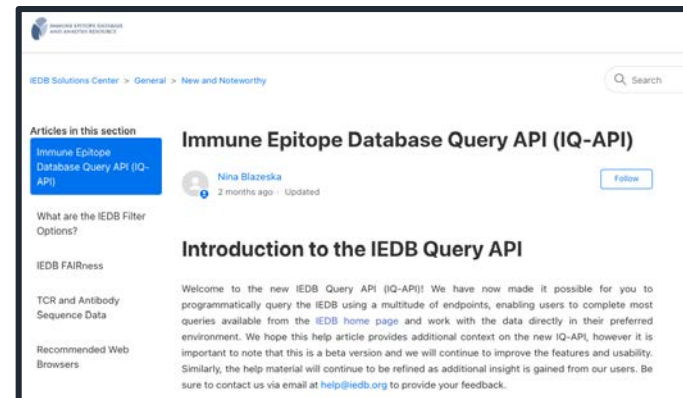 IMMUNE EPITOPE DATABASE
AND ANALYSIS RESOURCE
IEDB Solutions Center > General > New and Noteworthy
Search
Articles in this section
Immune Epitope
Database Query API (IQ-
API)
What are the IEDB Filter
Options?
IEDB FAIRness
TCR and Antibody
Sequence Data
Recommended Web
Browsers
Immune Epitope Database Query API (IQ-API)
Nina Blazeska
2 months ago · Updated
Follow
Introduction to the IEDB Query API
Welcome to the new IEDB Query API (IQ-API)! We have now made it possible for you to
programmatically query the IEDB using a multitude of endpoints, enabling users to complete most
queries available from the IEDB home page and work with the data directly in their preferred
environment. We hope this help article provides additional context on the new IQ-API, however it is
important to note that this is a beta version and we will continue to improve the features and usability.
Similarly, the help material will continue to be refined as additional insight is gained from our users. Be
sure to contact us via email at help@iedb.org to provide your feedback.